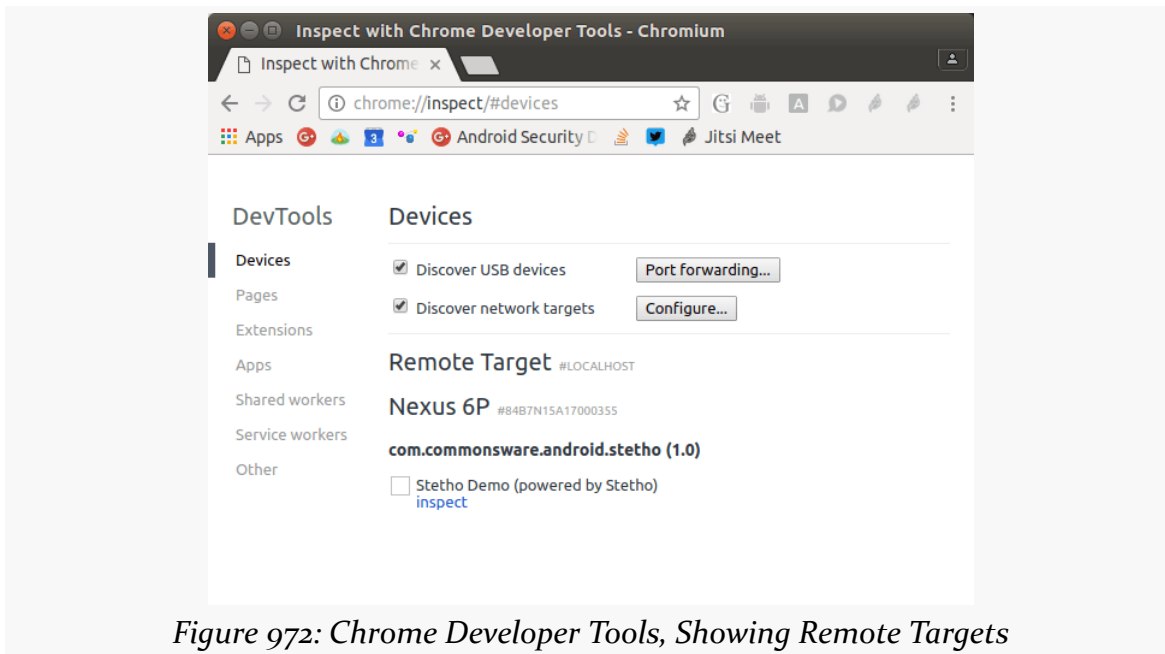 Inspect with Chrome Developer Tools - Chromium
Inspect with Chrome
chrome://inspect/#devices
Apps 3 Android Security D Jitsi Meet
DevTools
Devices
Pages
Extensions
Apps
Shared workers
Service workers
Other
Devices
Discover USB devices Port forwarding...
Discover network targets Configure...
Remote Target #LOCALHOST
Nexus 6P #84B7N15A17000355
com.commonsware.android.stetho (1.0)
Stetho Demo (powered by Stetho)
inspect
Figure 972: Chrome Developer Tools, Showing Remote Targets